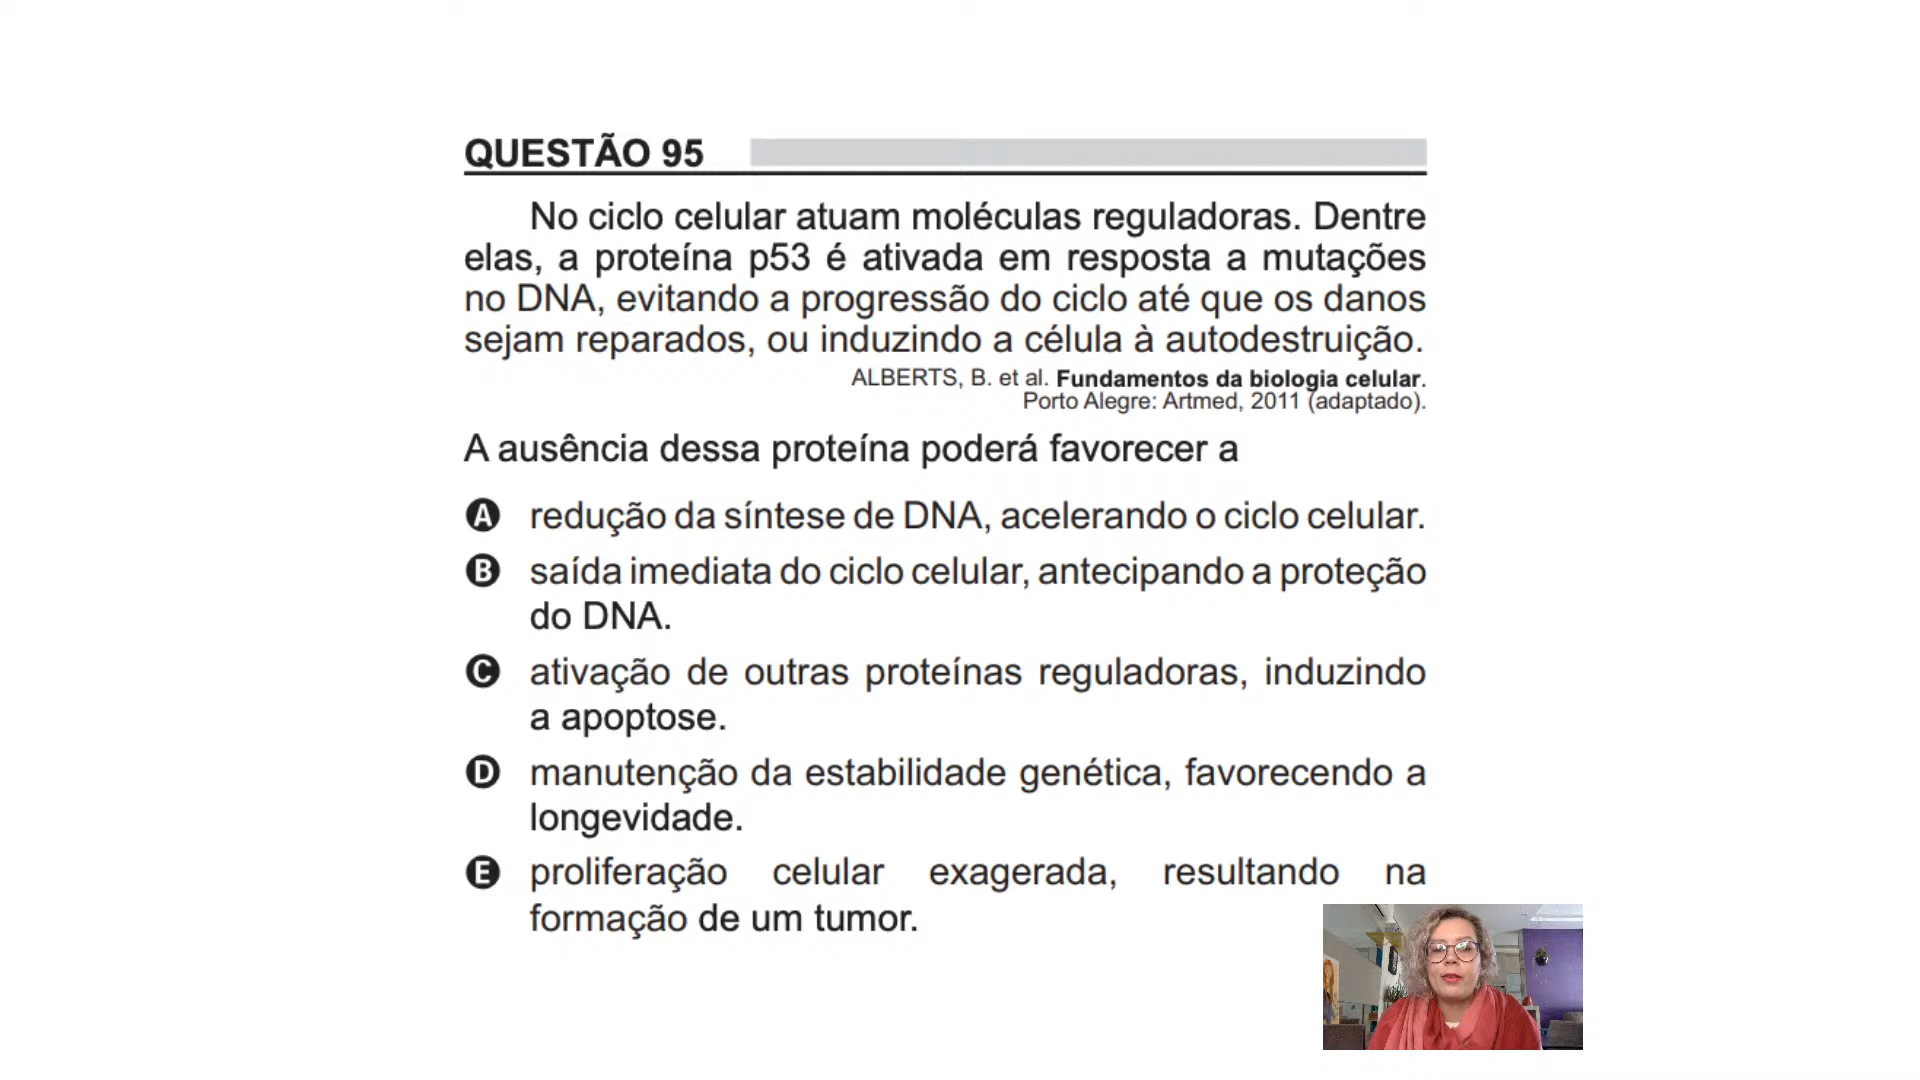 QUESTÃO 95
No ciclo celular atuam moléculas reguladoras. Dentre
elas, a proteína p53 é ativada em resposta a mutações
no DNA, evitando a progressão do ciclo até que os danos
sejam reparados, ou induzindo a célula à autodestruição.
ALBERTS, B. et al. Fundamentos da biologia celular.
Porto Alegre: Artmed, 2011 (adaptado).
A ausência dessa proteína poderá favorecer a
A redução da síntese de DNA, acelerando o ciclo celular.
B saída imediata do ciclo celular, antecipando a proteção
do DNA.
C ativação de outras proteínas reguladoras, induzindo
a apoptose.
D manutenção da estabilidade genética, favorecendo a
longevidade.
E proliferação celular exagerada, resultando na
formação de um tumor.